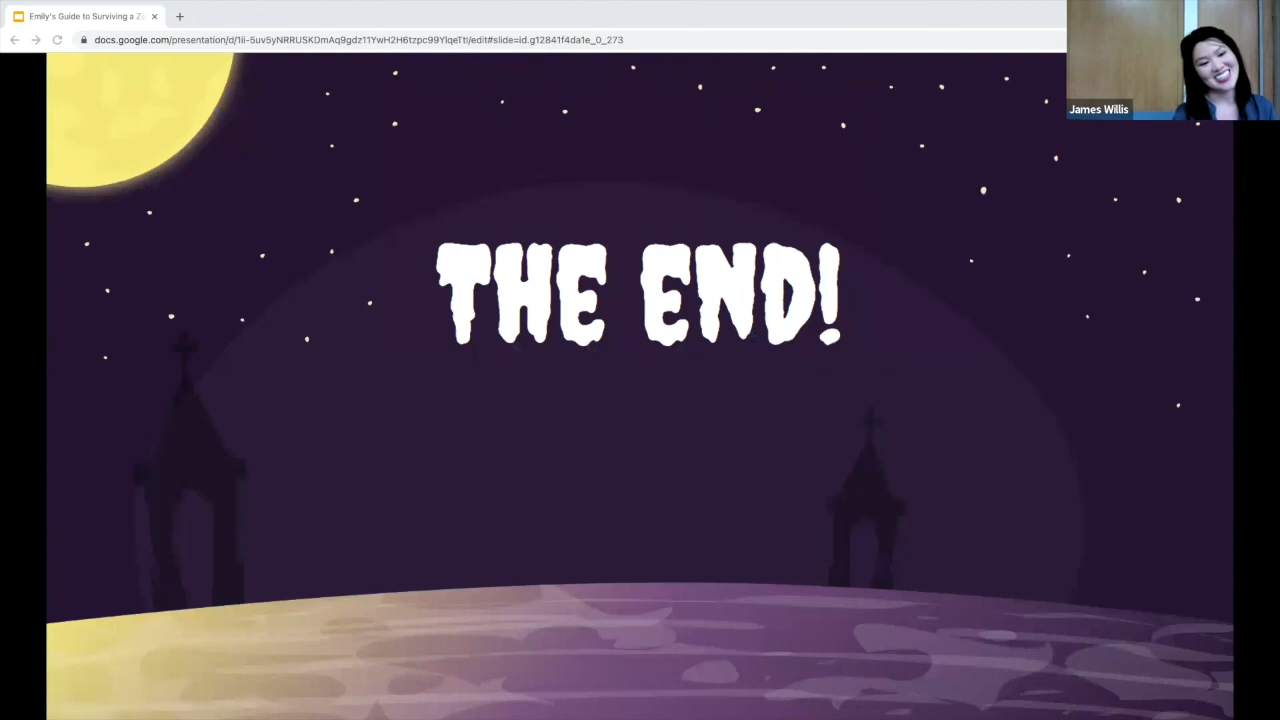 Emily's Guide to Surviving a Z
docs.google.com/presentation/d/1ii-5uv5yNRRUSKDmAq9gdz11YwH2H6tzpc99YlqeTtI/edit#slide=id.g12841f4da1e_0_273
James Willis
THE END!